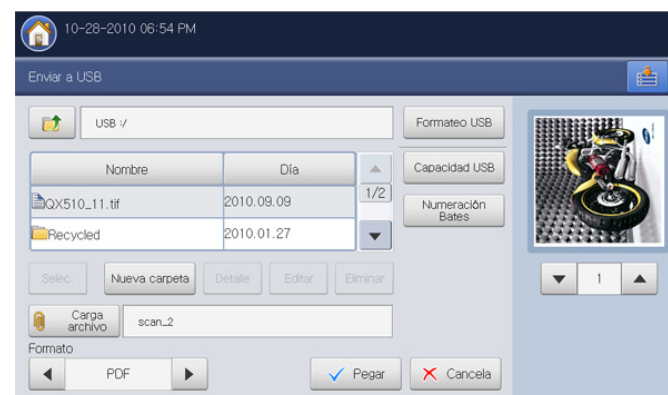 10-28-2010 06:54 PM
Enviar a USB
USB :/
Formateo USB
Nombre
Día
Capacidad USB
QX510_11.tif
2010.09.09
1/2
Numeración
Bates
Recycled
2010.01.27
Selec.
Nueva carpeta
Detalle
Editar
Eliminar
1
Carga
archivo
scan_2
Formato
PDF
Pegar
Cancela